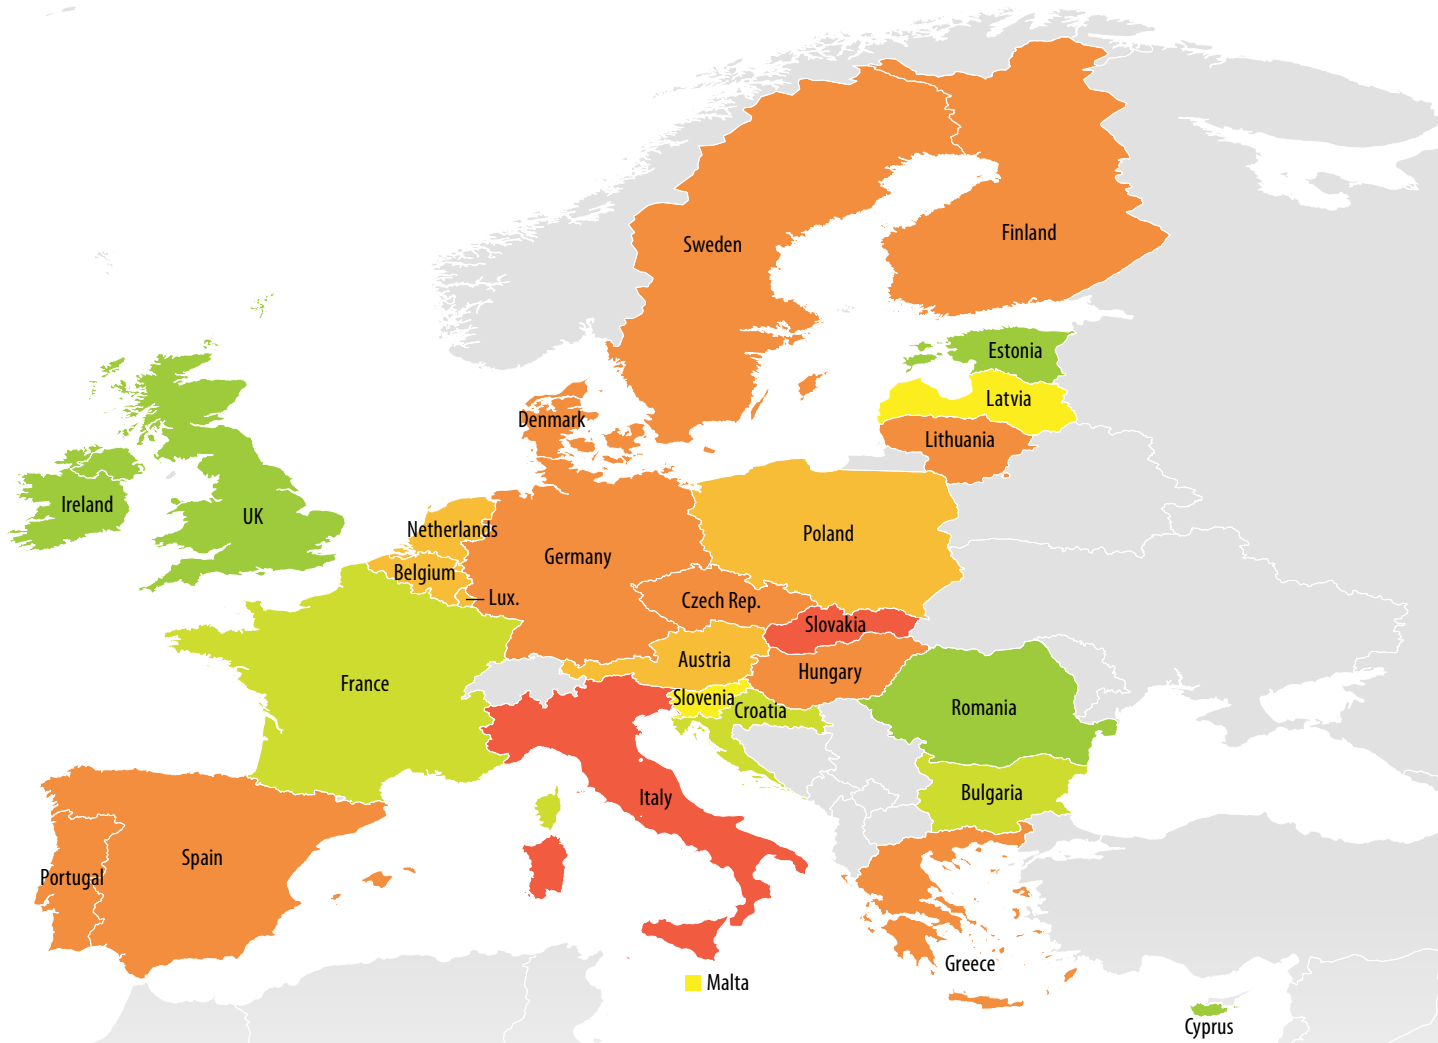 Sweden
Finland
Estonia
Latvia
Denmark
Lithuania
Ireland
UK
Netherlands
Poland
Germany
Belgium
Lux.
Czech Rep.
Slovakia
Austria
Hungary
France
Slovenia
Croatia
Romania
Italy
Bulgaria
Spain
Portugal
Greece
Malta
Cyprus